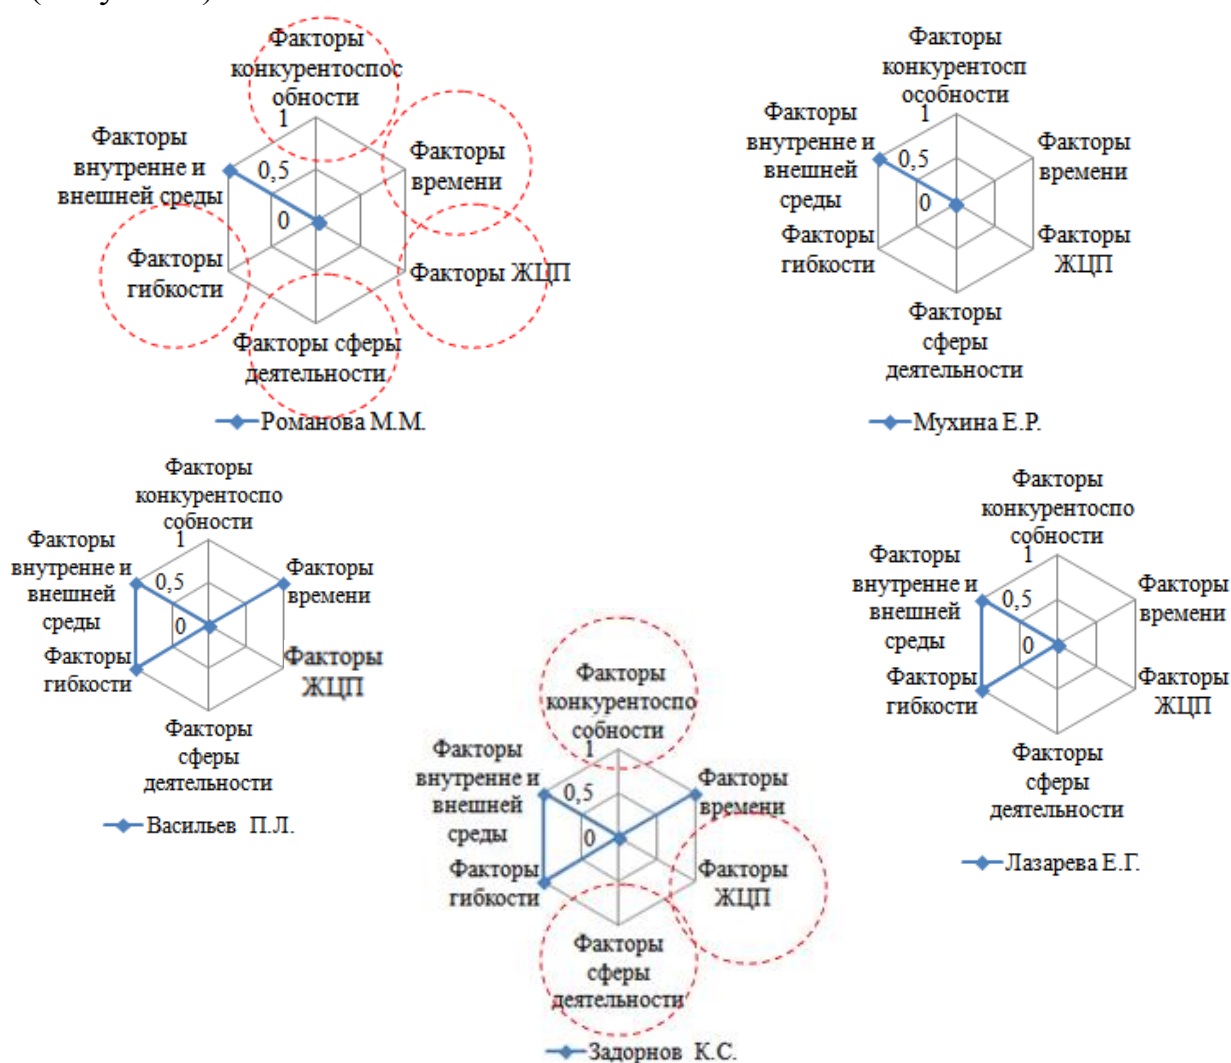 Факторы
конкурентоспос
обности
1
Факторы
внутренне и
внешней среды
0,5
0
Факторы
времени
Факторы
гибкости
Факторы ЖЦП
Факторы сферы
деятельности
Романова М.М.
Факторы
конкурентосп
особности
1
Факторы
внутренне и
внешней
среды
0,5
0
Факторы
времени
Факторы
гибкости
Факторы
ЖЦП
Факторы
сферы
деятельности
Мухина Е.Р.
Факторы
конкурентоспо
собности
1
Факторы
внутренне и
внешней
среды
0,5
0
Факторы
времени
Факторы
гибкости
Факторы
ЖЦП
Факторы
сферы
деятельности
Васильев П.Л.
Факторы
конкурентоспо
собности
1
Факторы
внутренне и
внешней
среды
0,5
0
Факторы
времени
Факторы
гибкости
Факторы
ЖЦП
Факторы
сферы
деятельности
Лазарева Е.Г.
Факторы
конкурентоспо
собности
1
Факторы
внутренне и
внешней
среды
0,5
0
Факторы
времени
Факторы
гибкости
Факторы
ЖЦП
Факторы
сферы
деятельности
Задорнов К.С.